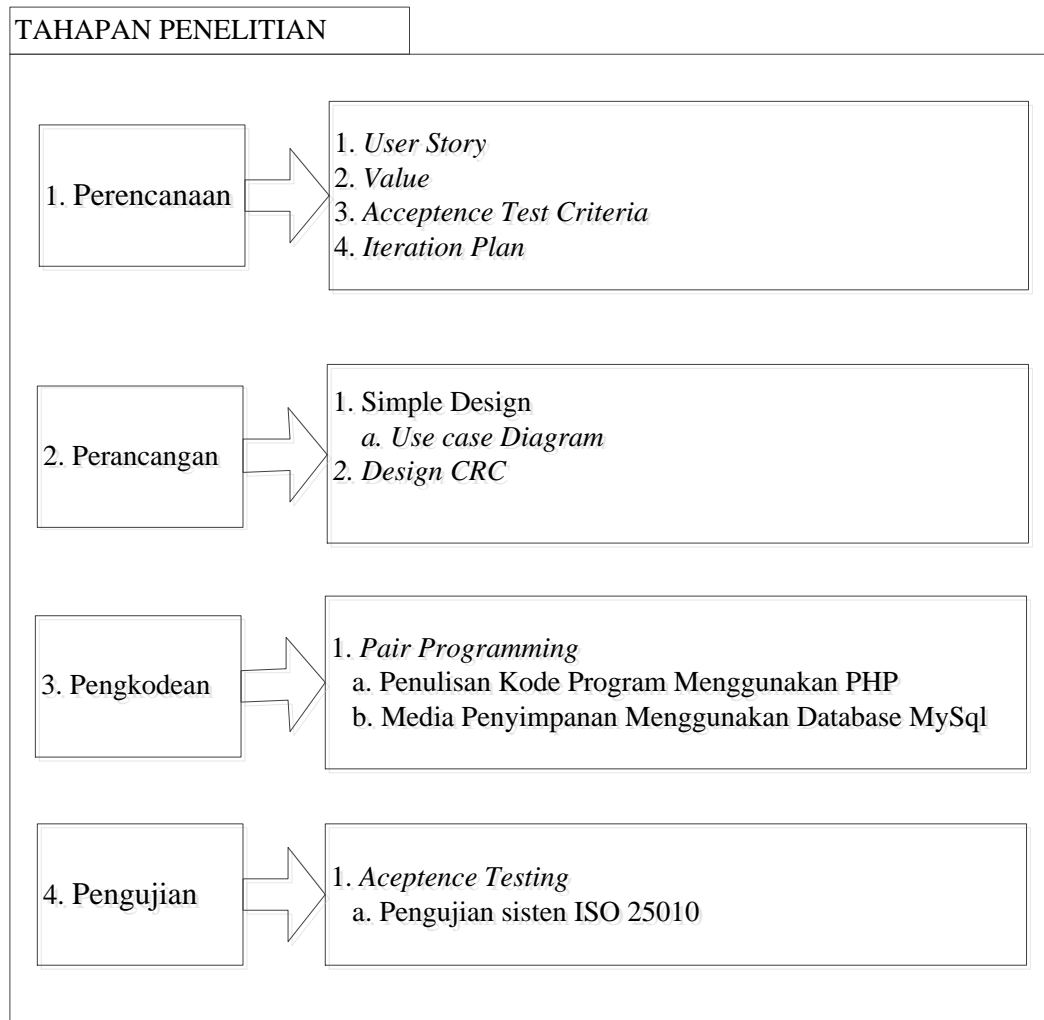 TAHAPAN PENELITIAN
1. Perencanaan
1. User Story
2. Value
3. Acceptence Test Criteria
4. Iteration Plan
2. Perancangan
1. Simple Design
a. Use case Diagram
2. Design CRC
3. Pengkodean
1. Pair Programming
a. Penulisan Kode Program Menggunakan PHP
b. Media Penyimpanan Menggunakan Database MySql
4. Pengujian
1. Aceptence Testing
a. Pengujian sisten ISO 25010